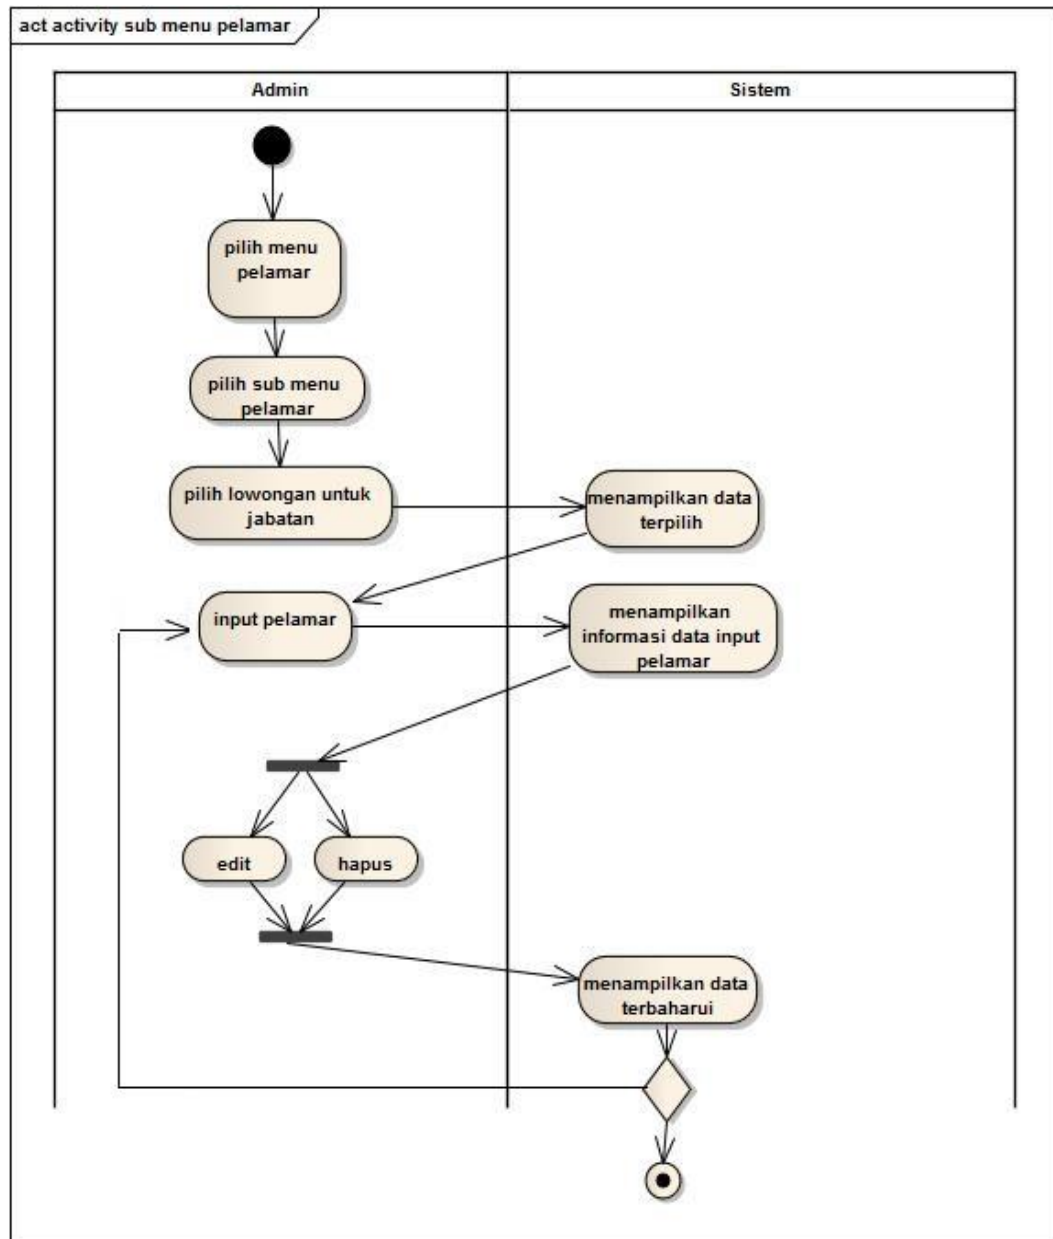 act activity sub menu pelamar
Admin
Sistem
pilih menu
pelamar
pilih sub menu
pelamar
pilih lowongan untuk
jabatan
menampilkan data
terpilih
input pelamar
menampilkan
informasi data input
pelamar
edit
hapus
menampilkan data
terbaharui